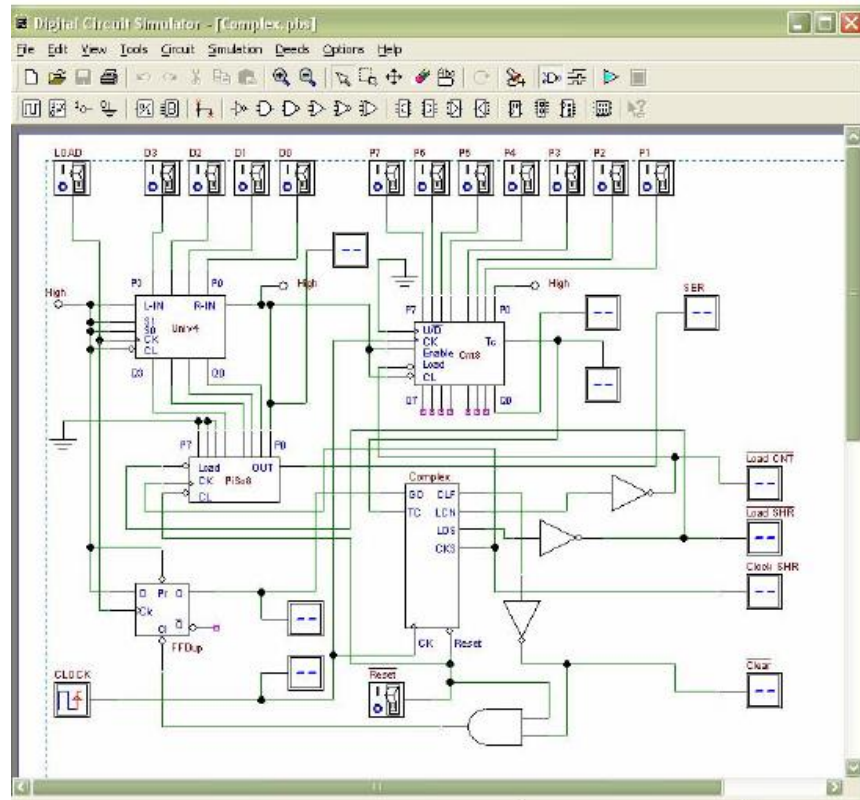 Digital Circuit Simulator - [Complex.pbs]
File Edit View Tools Circuit Simulation Deeds Options Help
LOAD D3 D2 D1 D0 P7 P6 P5 P4 P3 P2 P1
High P3 P0 High
L-IN R-IN
S1
S0
CK
CL
Univ4
Q3 Q0
P7 P0 High
U/D
CK Tc
Enable Cnt8
Load
CL
Q7 Q0
SER
P7 P0
Load OUT
CK PiSo8
CL
Complex
GO CLF
TC LCN
LDS
CKS
CK Reset
Load CNT
Load SHR
Clock SHR
Clear
D Pr Q
Ck
Cl Q
FFDup
CLOCK
Reset